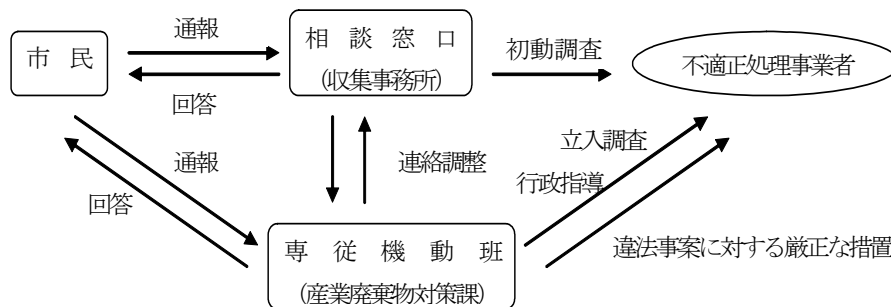 通報
市　民
相　談　窓　口
(収集事務所)
初動調査
不適正処理事業者
回答
通報
回答
連絡調整
立入調査
行政指導
専　従　機　動　班
(産業廃棄物対策課)
違法事案に対する厳正な措置